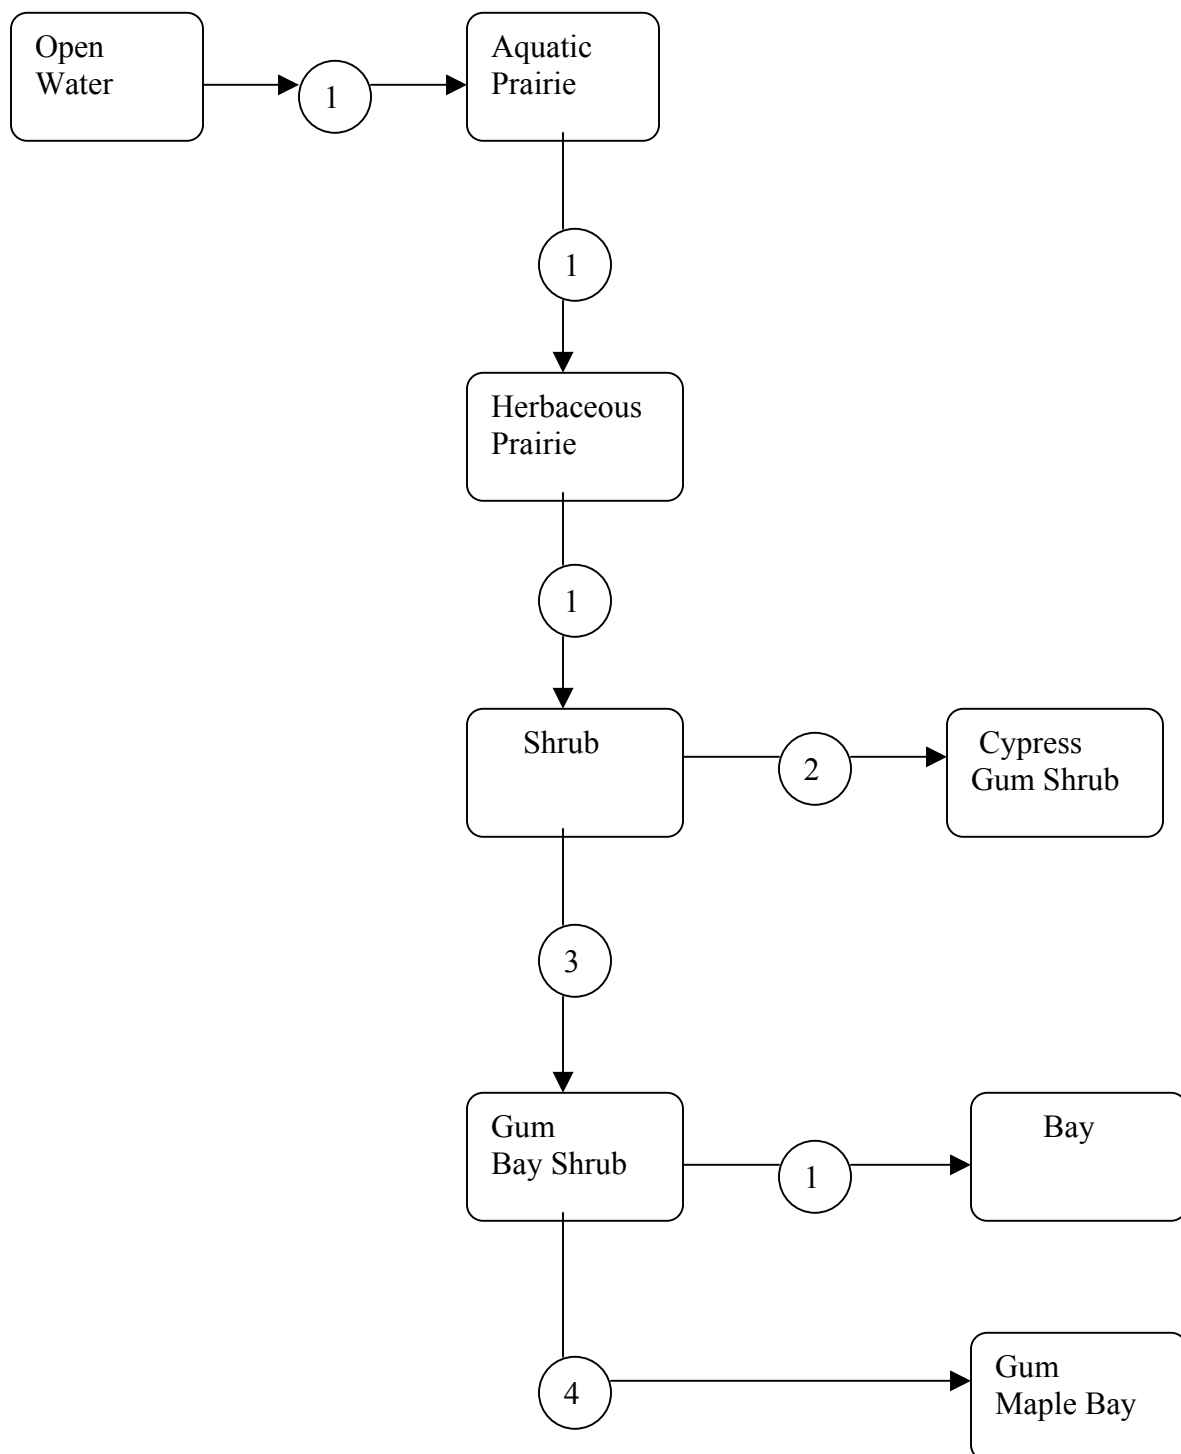 Open
Water
1
Aquatic
Prairie
1
Herbaceous
Prairie
1
Shrub
2
Cypress
Gum Shrub
3
Gum
Bay Shrub
1
Bay
4
Gum
Maple Bay